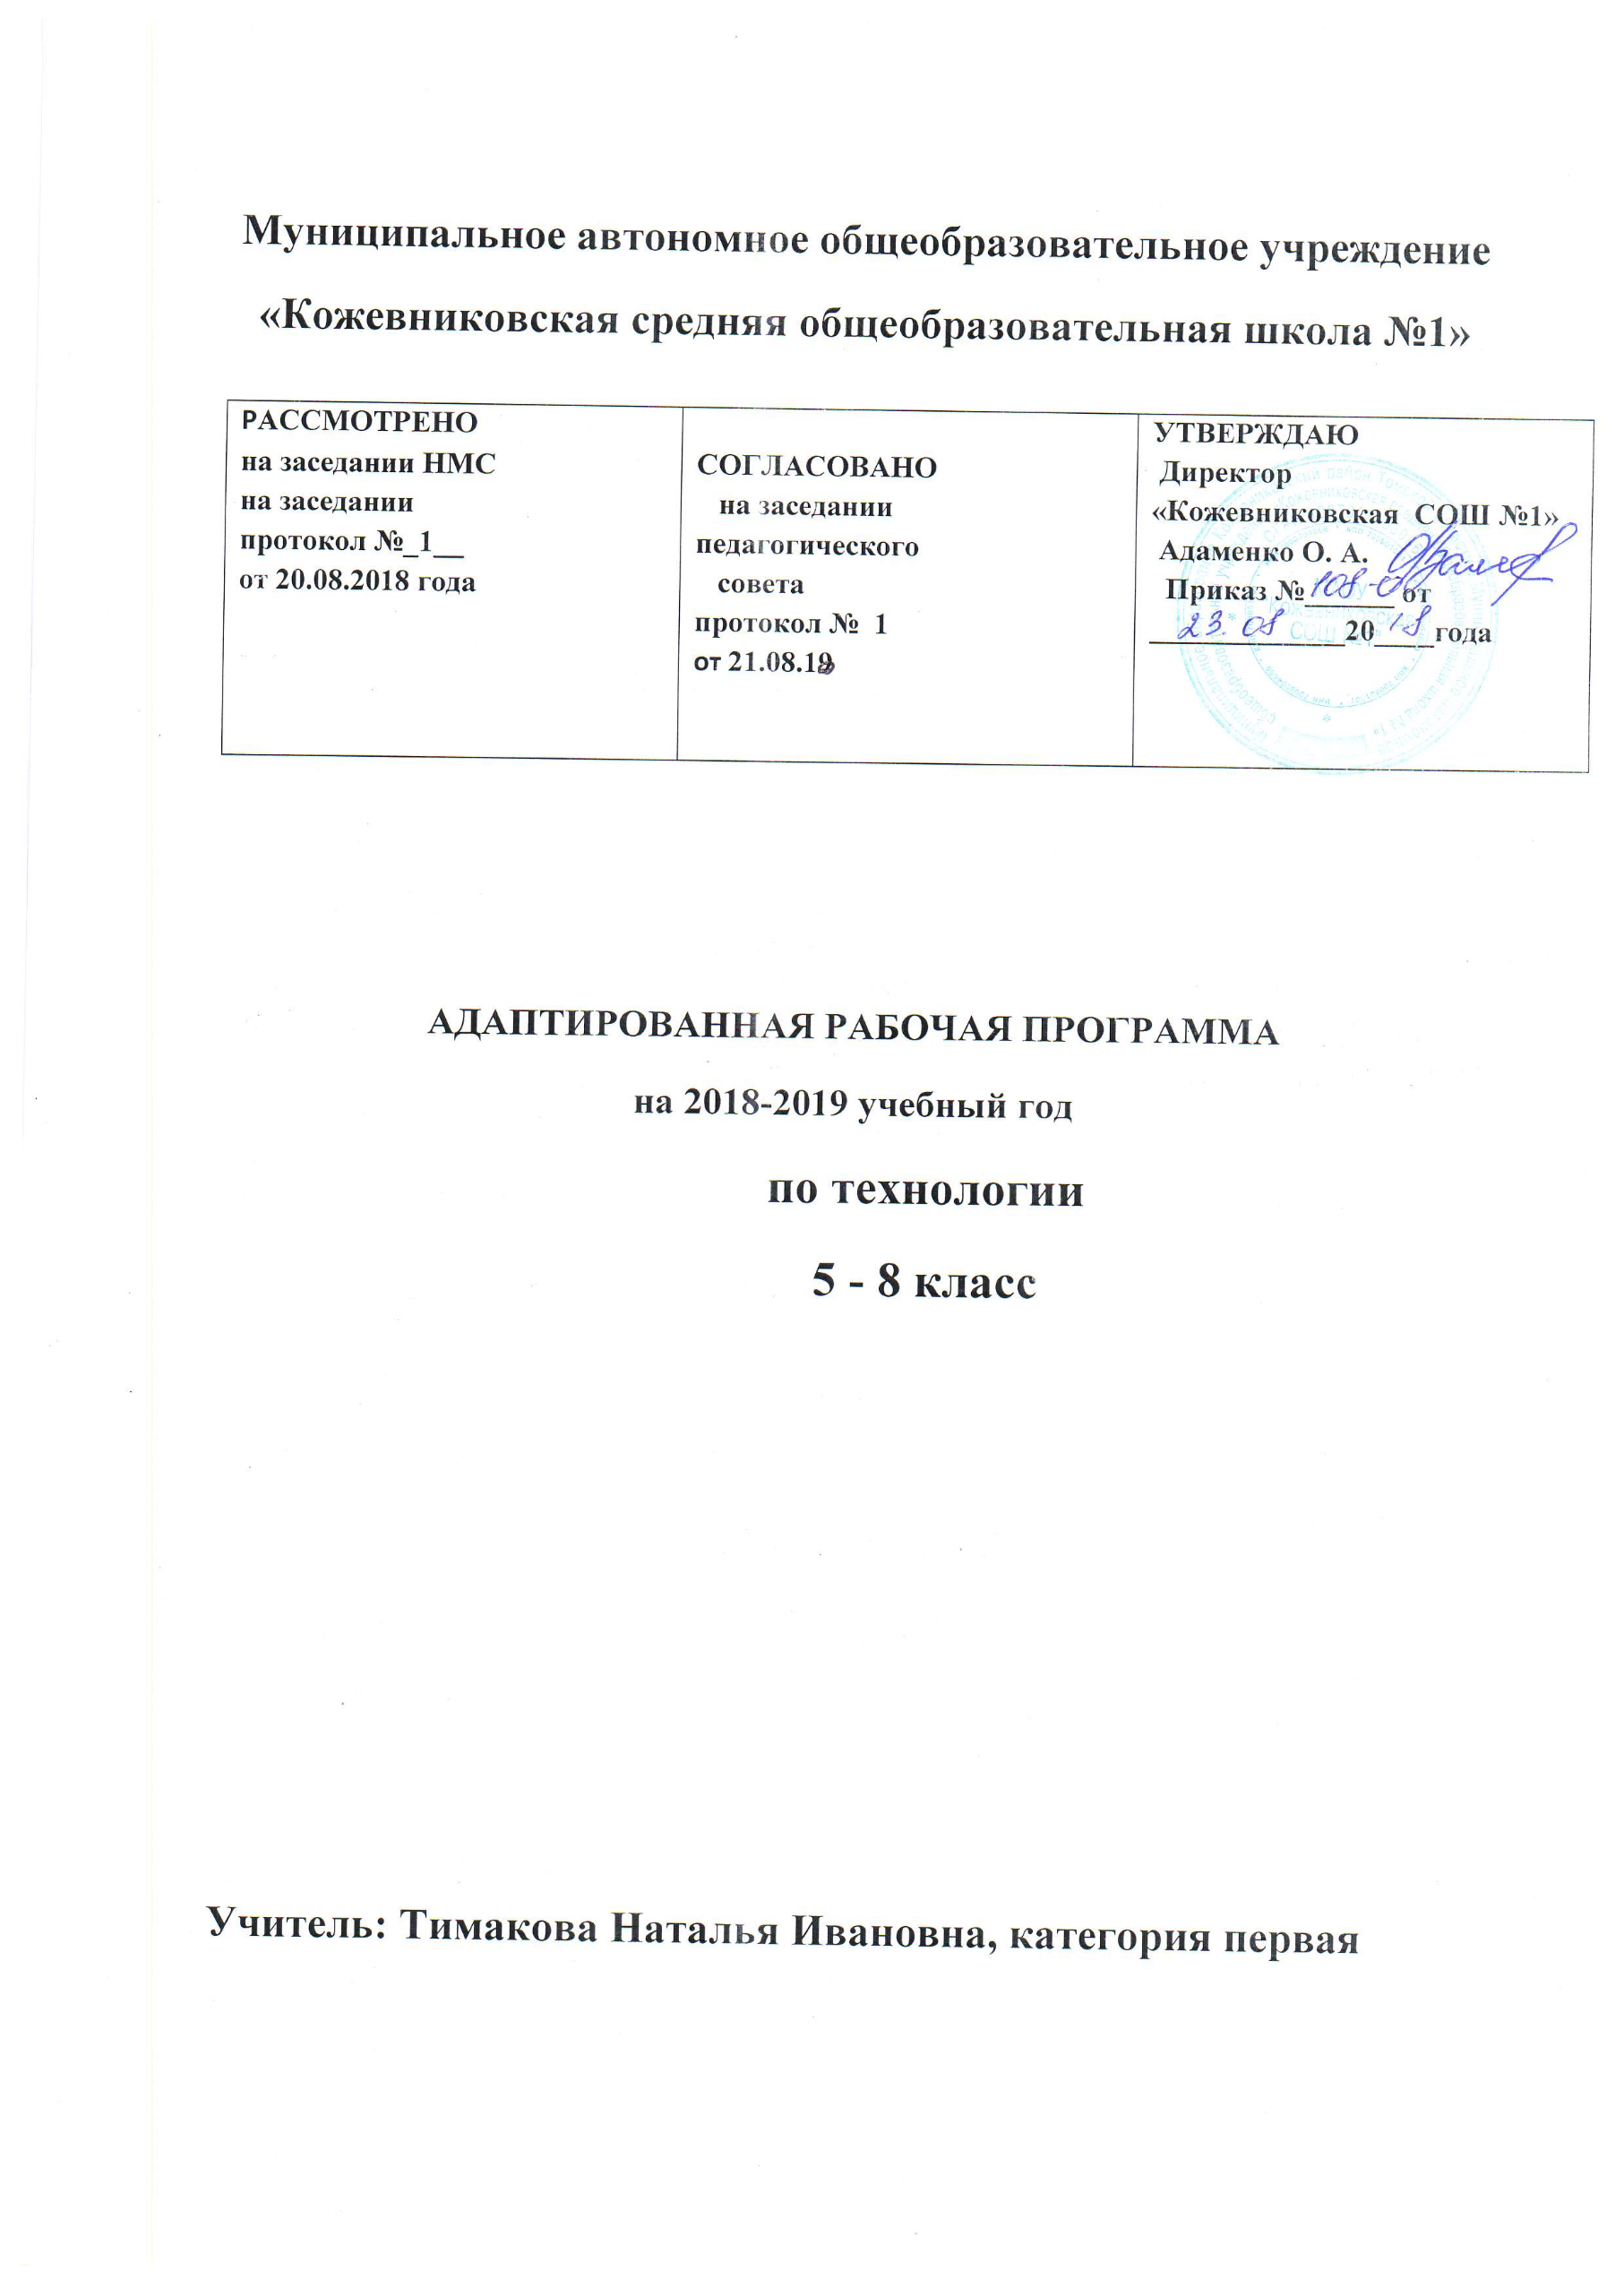 Муниципальное автономное общеобразовательное учреждение
«Кожевниковская средняя общеобразовательная школа №1»
РАССМОТРЕНО
на заседании НМС
на заседании
протокол №_1__
от 20.08.2018 года
СОГЛАСОВАНО
на заседании
педагогического
совета
протокол № 1
от 21.08.18
УТВЕРЖДАЮ
Директор
«Кожевниковская СОШ №1»
Адаменко О. А.
Приказ № 108-О от
23.08 2018 года
АДАПТИРОВАННАЯ РАБОЧАЯ ПРОГРАММА
на 2018-2019 учебный год
по технологии
5 - 8 класс
Учитель: Тимакова Наталья Ивановна, категория первая